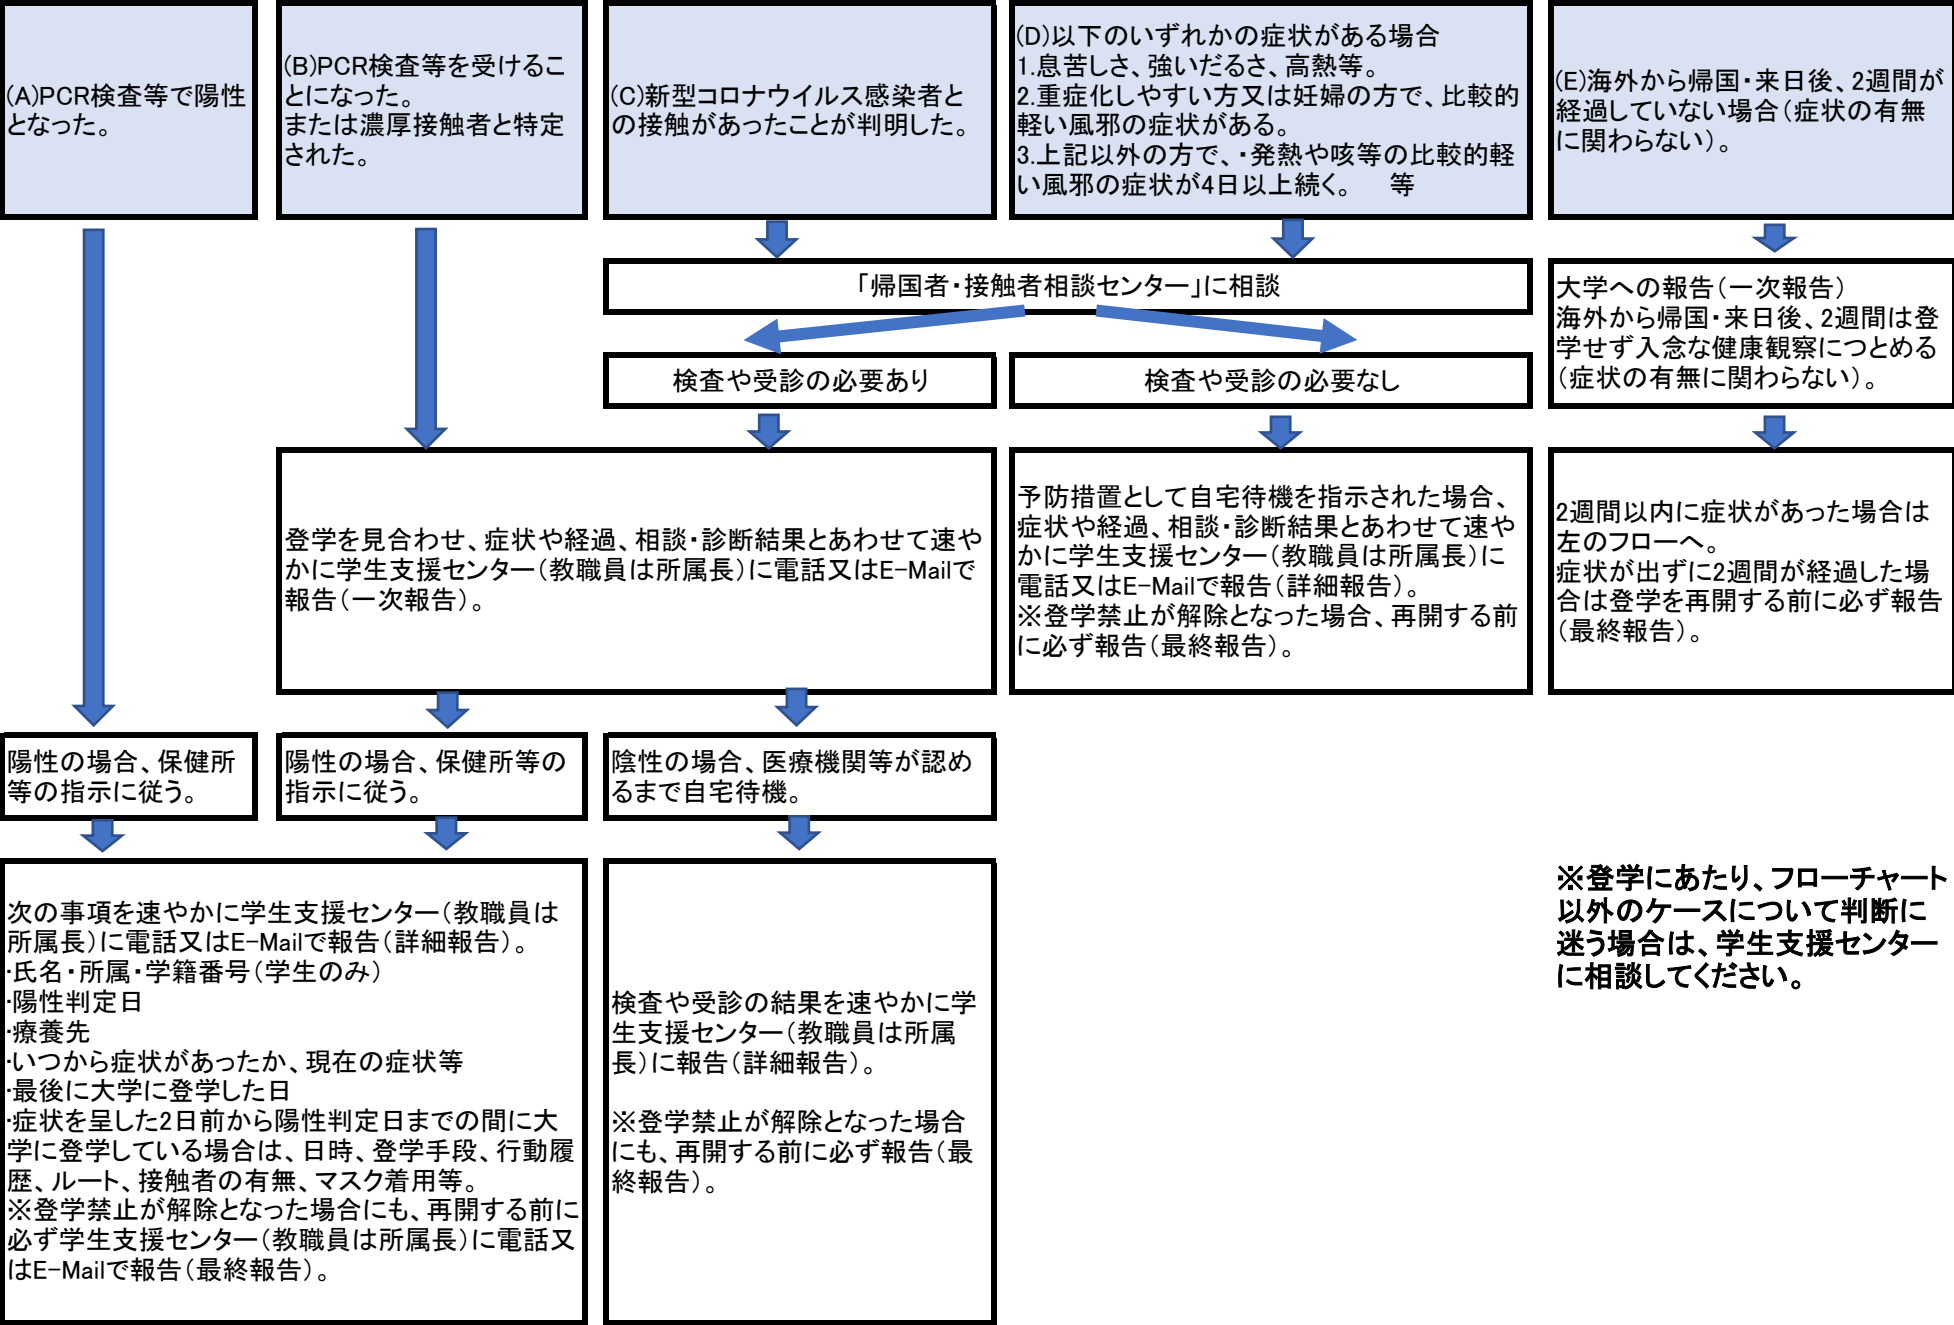 (A)PCR検査等で陽性
となった。
(B)PCR検査等を受けるこ
とになった。
または濃厚接触者と特定
された。
(C)新型コロナウイルス感染者と
の接触があったことが判明した。
(D)以下のいずれかの症状がある場合
1.息苦しさ、強いだるさ、高熱等。
2.重症化しやすい方又は妊婦の方で、比較的
軽い風邪の症状がある。
3.上記以外の方で、・発熱や咳等の比較的軽
い風邪の症状が4日以上続く。　等
(E)海外から帰国・来日後、2週間が
経過していない場合（症状の有無
に関わらない）。
「帰国者・接触者相談センター」に相談
検査や受診の必要あり
検査や受診の必要なし
大学への報告（一次報告）
海外から帰国・来日後、2週間は登
学せず入念な健康観察につとめる
（症状の有無に関わらない）。
登学を見合わせ、症状や経過、相談・診断結果とあわせて速や
かに学生支援センター（教職員は所属長）に電話又はE-Mailで
報告（一次報告）。
予防措置として自宅待機を指示された場合、
症状や経過、相談・診断結果とあわせて速や
かに学生支援センター（教職員は所属長）に
電話又はE-Mailで報告（詳細報告）。
※登学禁止が解除となった場合、再開する前
に必ず報告（最終報告）。
2週間以内に症状があった場合は
左のフローへ。
症状が出ずに2週間が経過した場
合は登学を再開する前に必ず報告
（最終報告）。
陽性の場合、保健所
等の指示に従う。
陽性の場合、保健所等の
指示に従う。
陰性の場合、医療機関等が認め
るまで自宅待機。
次の事項を速やかに学生支援センター（教職員は
所属長）に電話又はE-Mailで報告（詳細報告）。
・氏名・所属・学籍番号（学生のみ）
・陽性判定日
・療養先
・いつから症状があったか、現在の症状等
・最後に大学に登学した日
・症状を呈した2日前から陽性判定日までの間に大
学に登学している場合は、日時、登学手段、行動履
歴、ルート、接触者の有無、マスク着用等。
※登学禁止が解除となった場合にも、再開する前に
必ず学生支援センター（教職員は所属長）に電話又
はE-Mailで報告（最終報告）。
検査や受診の結果を速やかに学
生支援センター（教職員は所属
長）に報告（詳細報告）。
※登学禁止が解除となった場合
にも、再開する前に必ず報告（最
終報告）。
※登学にあたり、フローチャート
以外のケースについて判断に
迷う場合は、学生支援センター
に相談してください。